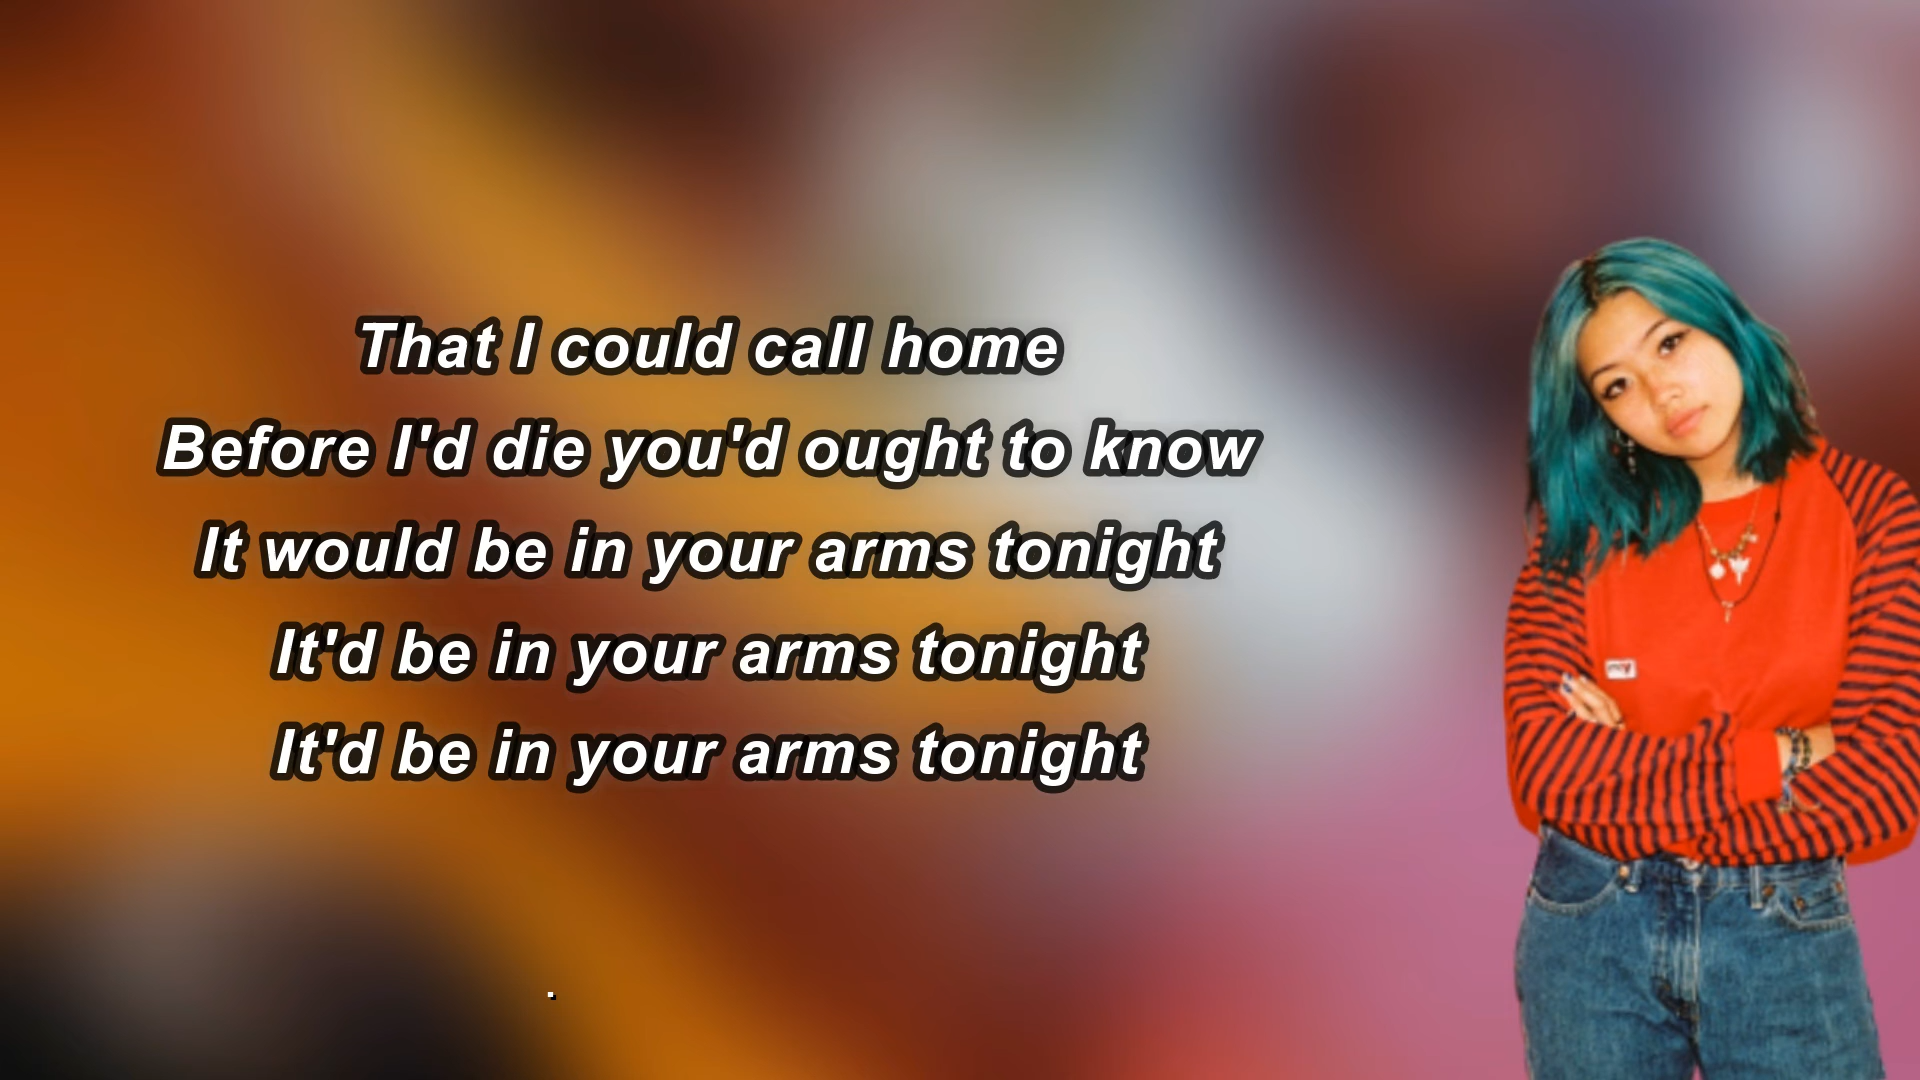 That I could call home
Before I'd die you'd ought to know
It would be in your arms tonight
It'd be in your arms tonight
It'd be in your arms tonight
.